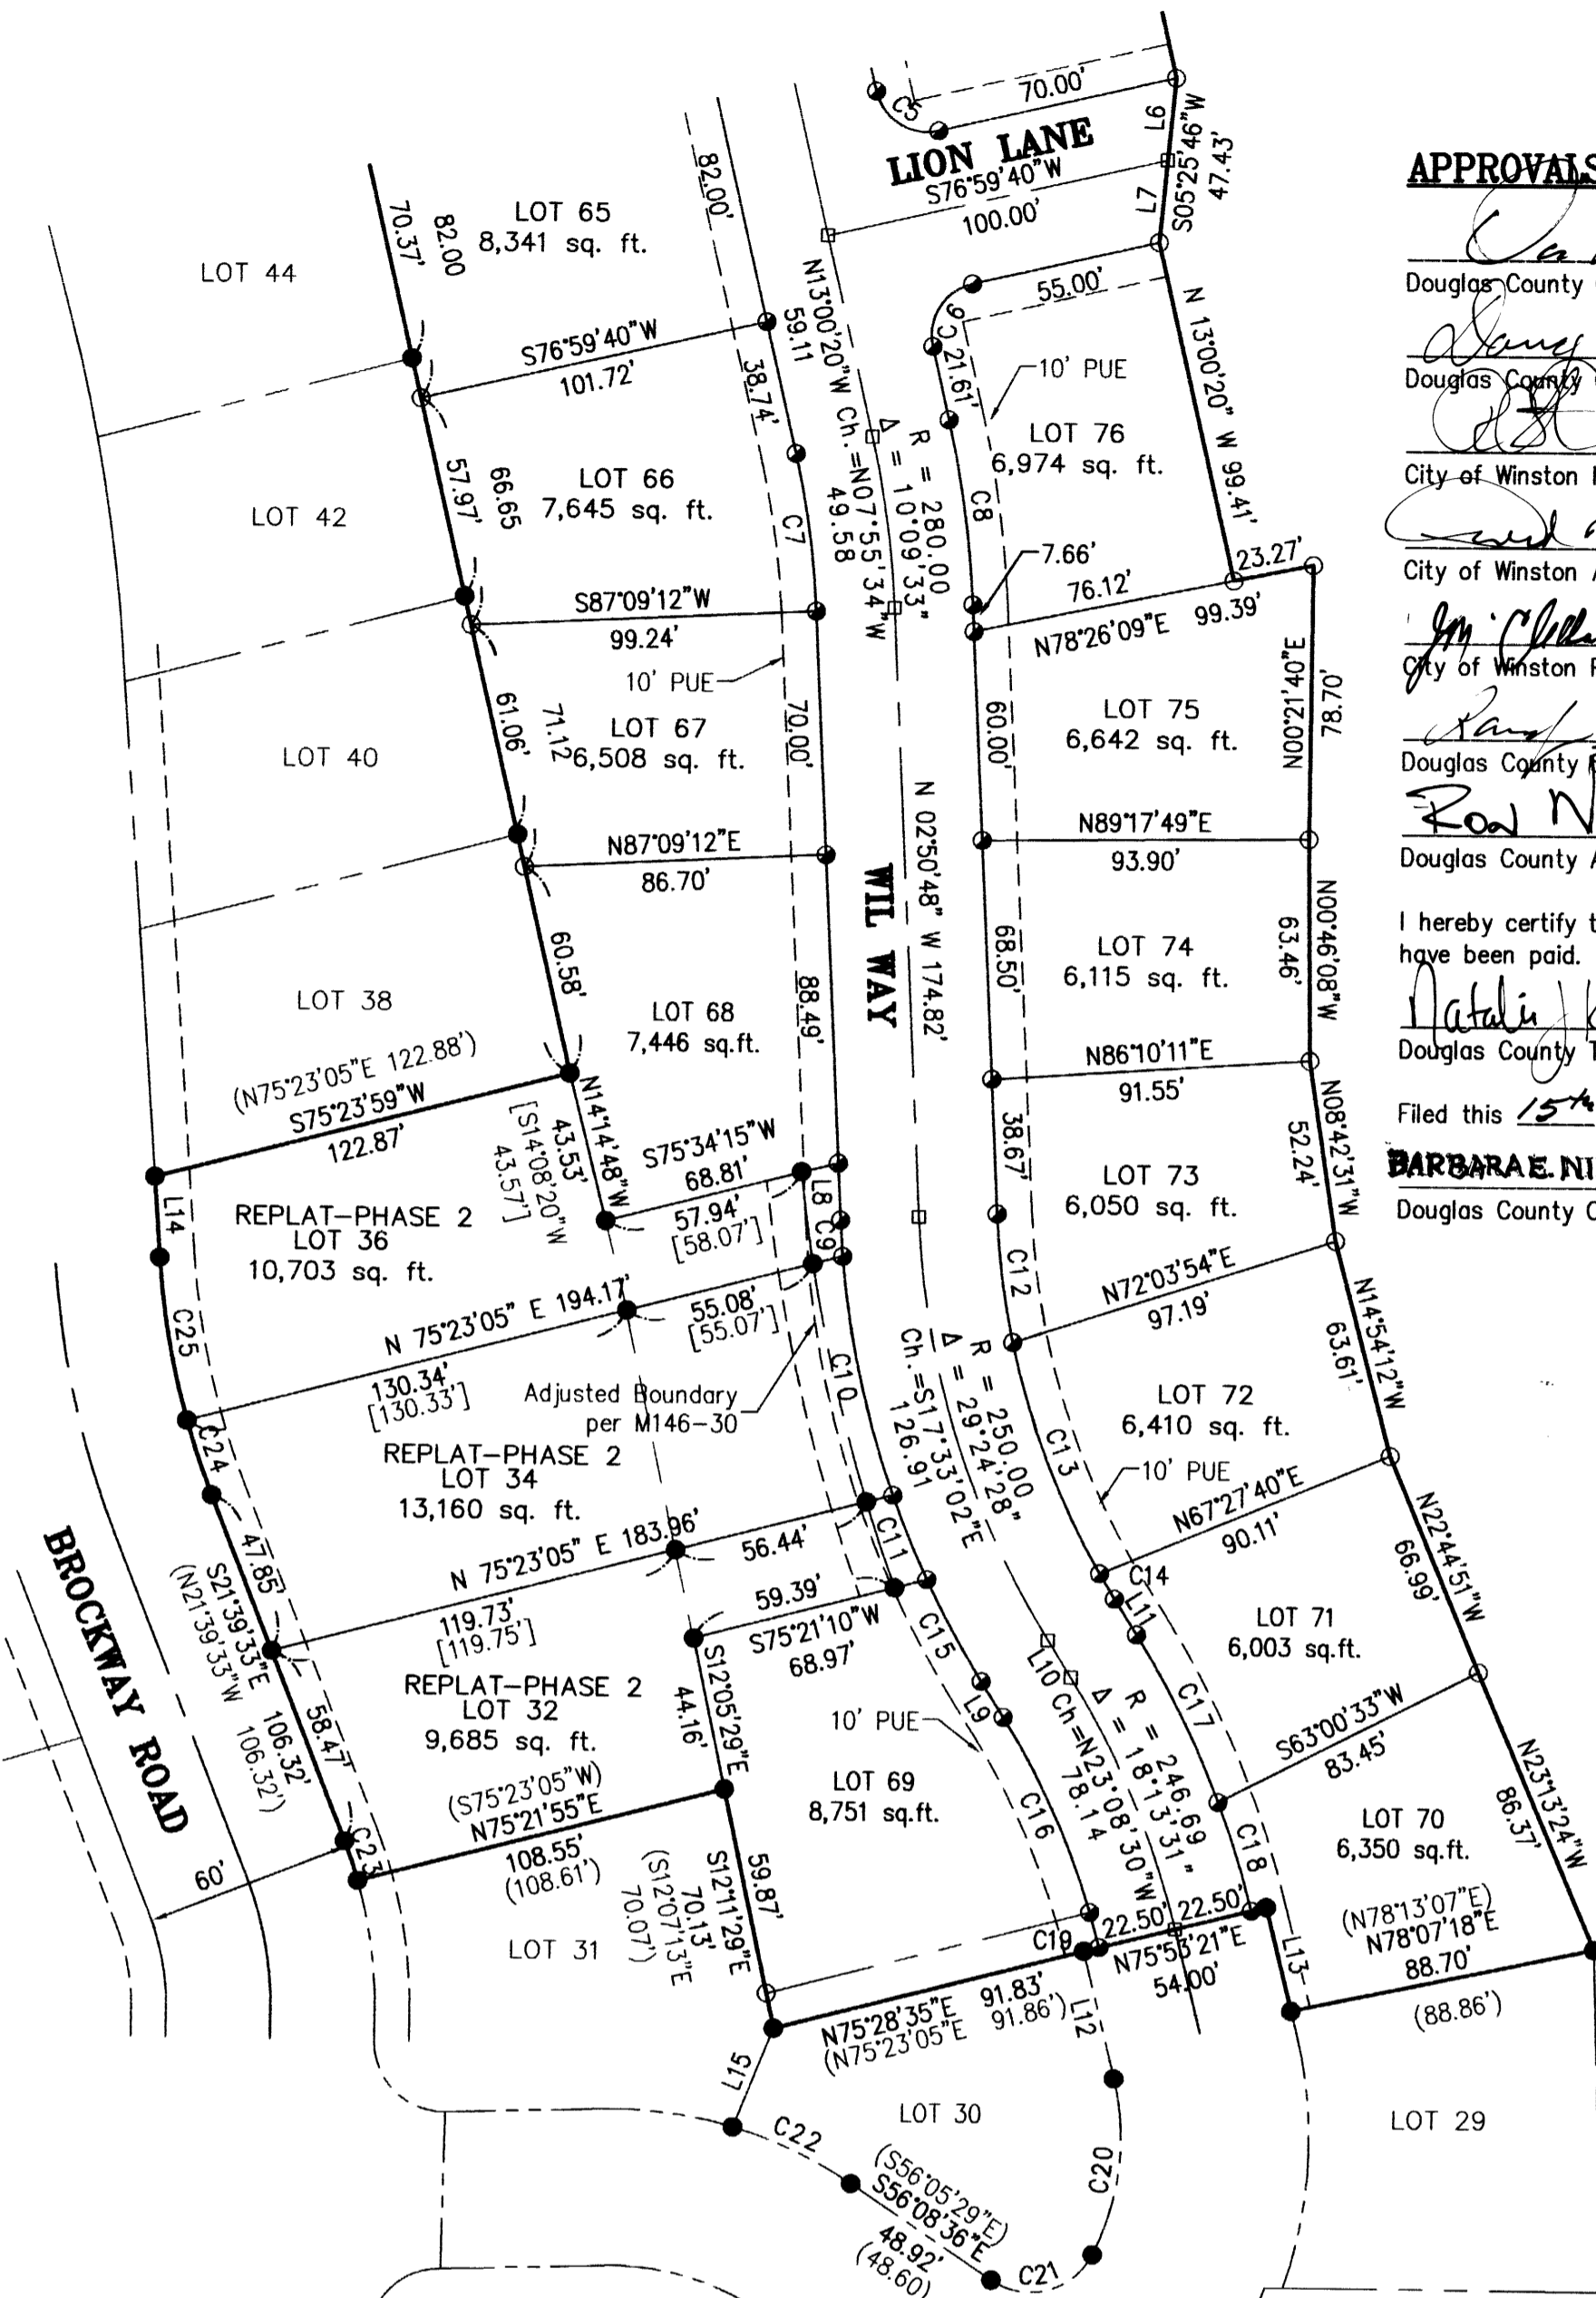 70.00'
C5
LION LANE
S76°59'40"W
100.00'
L6
L7
S05°25'46"W
47.43'
82.00'
70.37'
82.00
LOT 65
8,341 sq. ft.
LOT 44
N13°00'20"W
59.11
55.00'
C6
21.61'
10' PUE
N 13°00'20" W 99.41'
S76°59'40"W
101.72'
38.74'
LOT 76
6,974 sq. ft.
R = 280.00
Δ = 10°09'33"
Ch.=N07°55'34"W
49.58
LOT 42
57.97'
66.65
LOT 66
7,645 sq. ft.
C7
C8
7.66'
76.12'
23.27'
N78°26'09"E
99.39'
S87°09'12"W
99.24'
10' PUE
LOT 40
61.06'
71.12
LOT 67
6,508 sq. ft.
70.00'
60.00'
LOT 75
6,642 sq. ft.
N00°21'40"E
78.70'
N 02°50'48" W 174.82'
WIL WAY
N89°17'49"E
93.90'
N87°09'12"E
86.70'
LOT 38
60.58'
LOT 68
7,446 sq.ft.
88.49'
68.50'
LOT 74
6,115 sq. ft.
N00°46'08"W
63.46'
(N75°23'05"E 122.88')
S75°23'59"W
122.87'
N86°10'11"E
91.55'
N14°14'48"W
43.53'
[S14°08'20"W
43.57']
S75°34'15"W
68.81'
57.94'
[58.07']
L8
C9
38.67'
LOT 73
6,050 sq. ft.
N08°42'31"W
52.24'
L14
REPLAT-PHASE 2
LOT 36
10,703 sq. ft.
C25
N 75°23'05" E 194.17'
130.34'
[130.33']
55.08'
[55.07']
C12
N72°03'54"E
97.19'
Adjusted Boundary
per M146-30
C10
R = 250.00
Δ = 29°24'28"
Ch.=S17°33'02"E
126.91
LOT 72
6,410 sq. ft.
N14°54'12"W
63.61'
C24
REPLAT-PHASE 2
LOT 34
13,160 sq. ft.
C13
10' PUE
N67°27'40"E
90.11'
47.85'
S21°39'33"E 106.32'
(N21°39'33"W 106.32')
BROCKWAY ROAD
N 75°23'05" E 183.96'
119.73'
[119.75']
56.44'
C11
59.39'
S75°21'10"W
68.97'
C14
L11
LOT 71
6,003 sq.ft.
N22°44'51"W
66.99'
REPLAT-PHASE 2
LOT 32
9,685 sq. ft.
58.47'
S12°05'29"E
44.16'
C15
L9
10' PUE
L10
R = 246.69
Δ = 18°13'31"
Ch=N23°08'30"W
78.14
C17
S63°00'33"W
83.45'
(S75°23'05"W)
N75°21'55"E
108.55'
(108.61')
C23
60'
59.87'
S12°11'29"E
70.13'
(S12°07'13"E
70.07')
LOT 69
8,751 sq.ft.
C16
C18
LOT 70
6,350 sq.ft.
N23°13'24"W
86.37'
(N78°13'07"E)
N78°07'18"E
88.70'
(88.86')
LOT 31
C19
22.50'
22.50'
N75°53'21"E
54.00'
L13
N75°28'35"E 91.83'
(N75°23'05"E 91.86')
L12
L15
LOT 30
LOT 29
C22
(S56°05'29"E)
S56°08'36"E
48.92'
(48.60)
C20
C21
APPROVALS
Douglas County
Douglas County
City of Winston
City of Winston
City of Winston
Douglas County
Ron
Douglas County
I hereby certify
have been paid.
Natalie
Douglas County
Filed this 15th
BARBARA E. NI
Douglas County